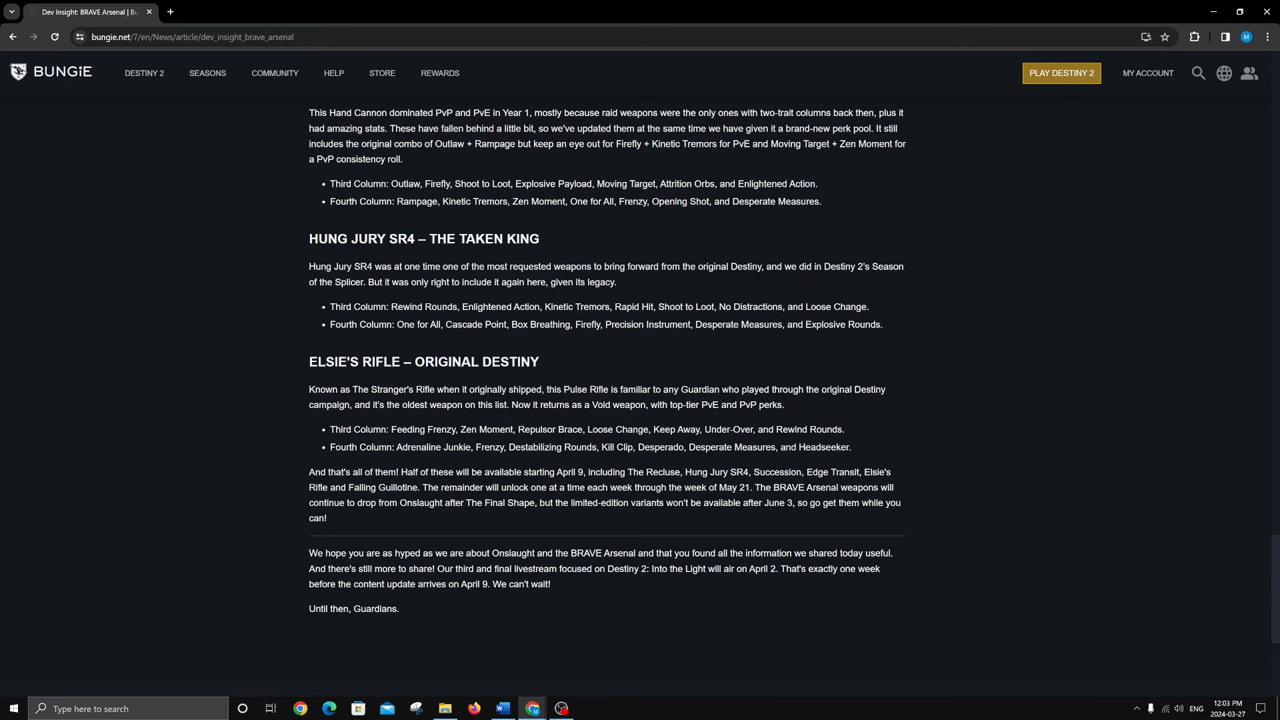 Dev Insight: BRAVE Arsenal | Bu
bungie.net/7/en/News/article/dev_insight_brave_arsenal
M
BUNGiE
DESTINY 2
SEASONS
COMMUNITY
HELP
STORE
REWARDS
PLAY DESTINY 2
MY ACCOUNT
This Hand Cannon dominated PvP and PvE in Year 1, mostly because raid weapons were the only ones with two-trait columns back then, plus it
had amazing stats. These have fallen behind a little bit, so we've updated them at the same time we have given it a brand-new perk pool. It still
includes the original combo of Outlaw + Rampage but keep an eye out for Firefly + Kinetic Tremors for PvE and Moving Target + Zen Moment for
a PvP consistency roll.
• Third Column: Outlaw, Firefly, Shoot to Loot, Explosive Payload, Moving Target, Attrition Orbs, and Enlightened Action.
• Fourth Column: Rampage, Kinetic Tremors, Zen Moment, One for All, Frenzy, Opening Shot, and Desperate Measures.
HUNG JURY SR4 – THE TAKEN KING
Hung Jury SR4 was at one time one of the most requested weapons to bring forward from the original Destiny, and we did in Destiny 2's Season
of the Splicer. But it was only right to include it again here, given its legacy.
• Third Column: Rewind Rounds, Enlightened Action, Kinetic Tremors, Rapid Hit, Shoot to Loot, No Distractions, and Loose Change.
• Fourth Column: One for All, Cascade Point, Box Breathing, Firefly, Precision Instrument, Desperate Measures, and Explosive Rounds.
ELSIE'S RIFLE – ORIGINAL DESTINY
Known as The Stranger's Rifle when it originally shipped, this Pulse Rifle is familiar to any Guardian who played through the original Destiny
campaign, and it's the oldest weapon on this list. Now it returns as a Void weapon, with top-tier PvE and PvP perks.
• Third Column: Feeding Frenzy, Zen Moment, Repulsor Brace, Loose Change, Keep Away, Under-Over, and Rewind Rounds.
• Fourth Column: Adrenaline Junkie, Frenzy, Destabilizing Rounds, Kill Clip, Desperado, Desperate Measures, and Headseeker.
And that's all of them! Half of these will be available starting April 9, including The Recluse, Hung Jury SR4, Succession, Edge Transit, Elsie's
Rifle and Falling Guillotine. The remainder will unlock one at a time each week through the week of May 21. The BRAVE Arsenal weapons will
continue to drop from Onslaught after The Final Shape, but the limited-edition variants won't be available after June 3, so go get them while you
can!
We hope you are as hyped as we are about Onslaught and the BRAVE Arsenal and that you found all the information we shared today useful.
And there's still more to share! Our third and final livestream focused on Destiny 2: Into the Light will air on April 2. That's exactly one week
before the content update arrives on April 9. We can't wait!
Until then, Guardians.
Type here to search
ENG
12:03 PM
2024-03-27